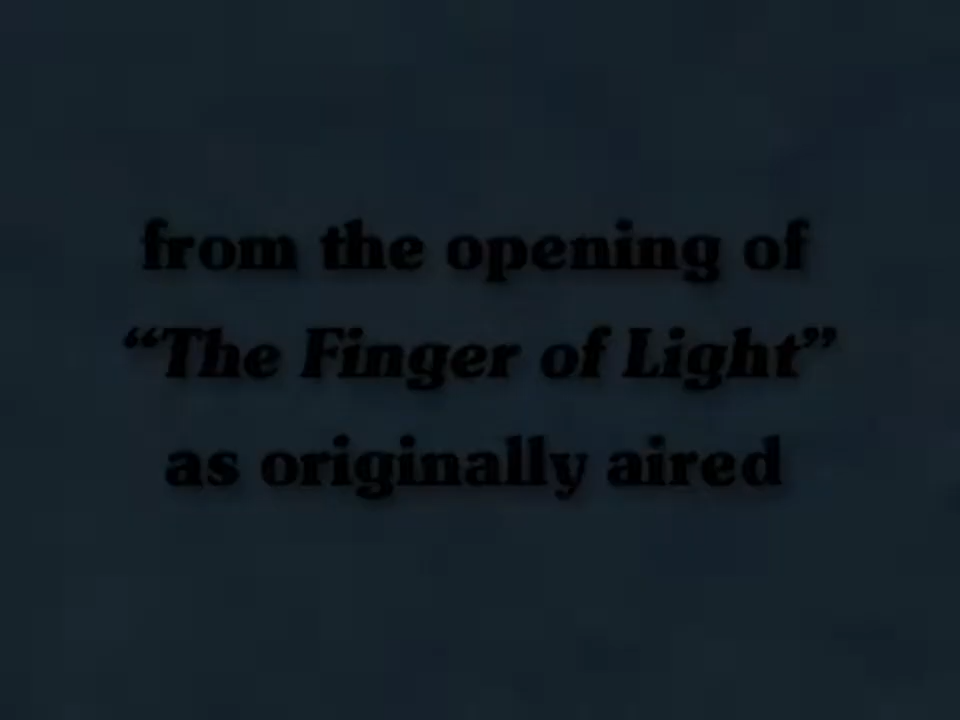 from the opening of
“The Finger of Light”
as originally aired